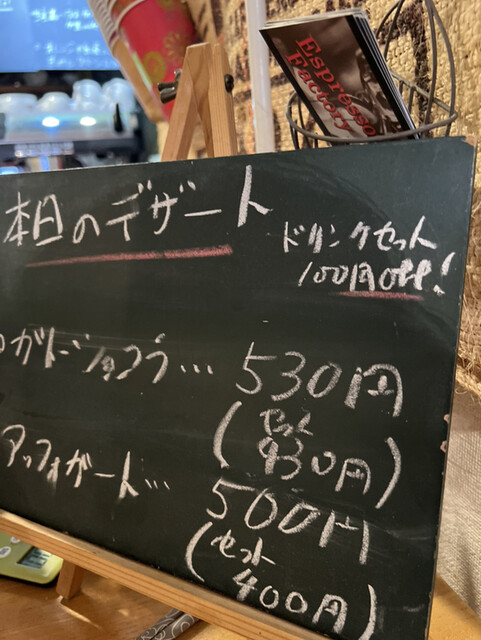 Espresso
Factory
本日のデザート
ドリンクセット
100円OFF!
ガトーショコラ… 530円
(セット
430円)
アッフォガート… 500円
(セット
400円)